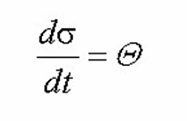 dσ/dt = Θ